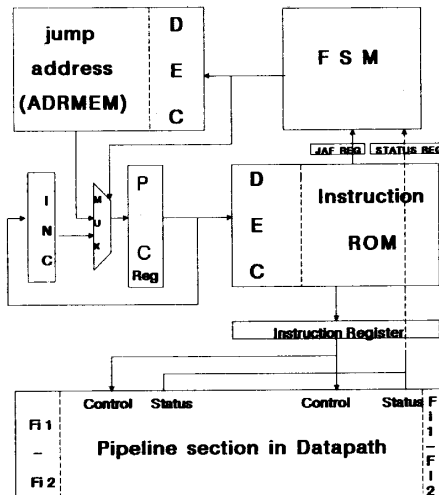 jump
address
(ADRMEM)
D
E
C
F S M
JAF REG
STATUS REG
I
N
C
M
U
X
P
C
Reg
D
E
C
Instruction
ROM
Instruction Register
Control Status Control Status
Fi 1
–
Fi 2
Pipeline section in Datapath
F
i
1
–
F
I
2